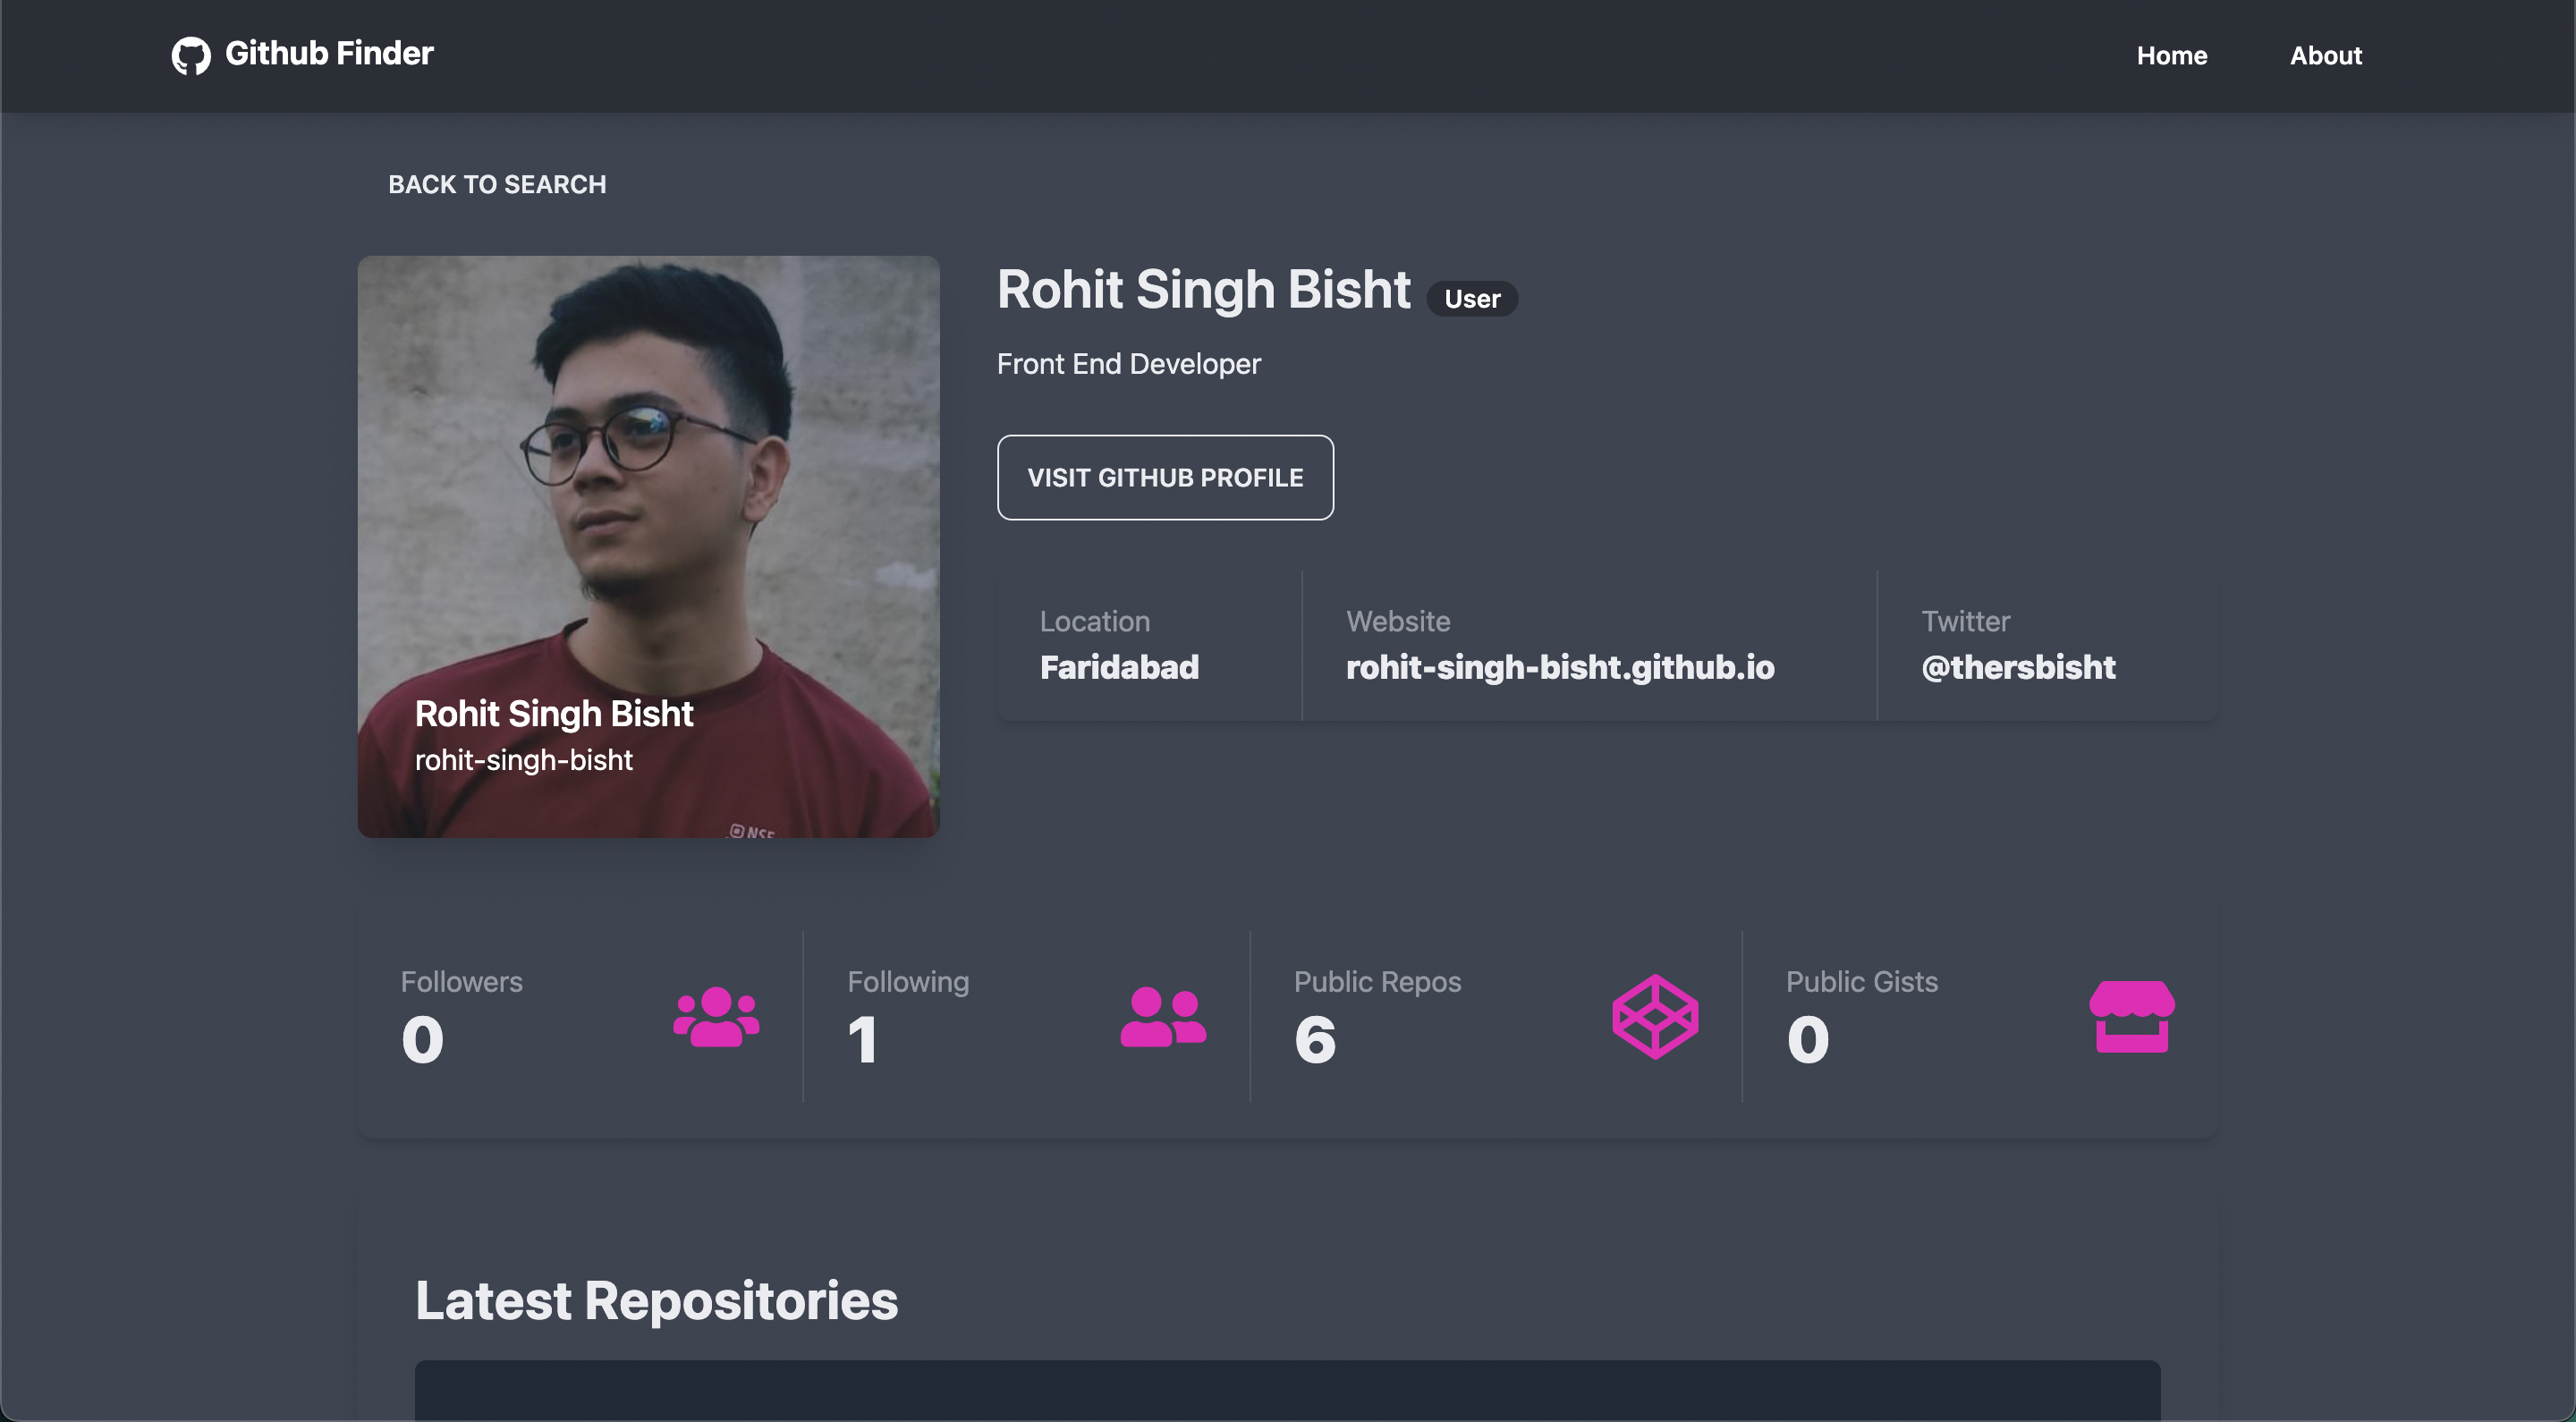 Github Finder
Home
About
BACK TO SEARCH
Rohit Singh Bisht
rohit-singh-bisht
NSE
Rohit Singh Bisht User
Front End Developer
VISIT GITHUB PROFILE
Location
Faridabad
Website
rohit-singh-bisht.github.io
Twitter
@thersbisht
Followers
0
Following
1
Public Repos
6
Public Gists
0
Latest Repositories